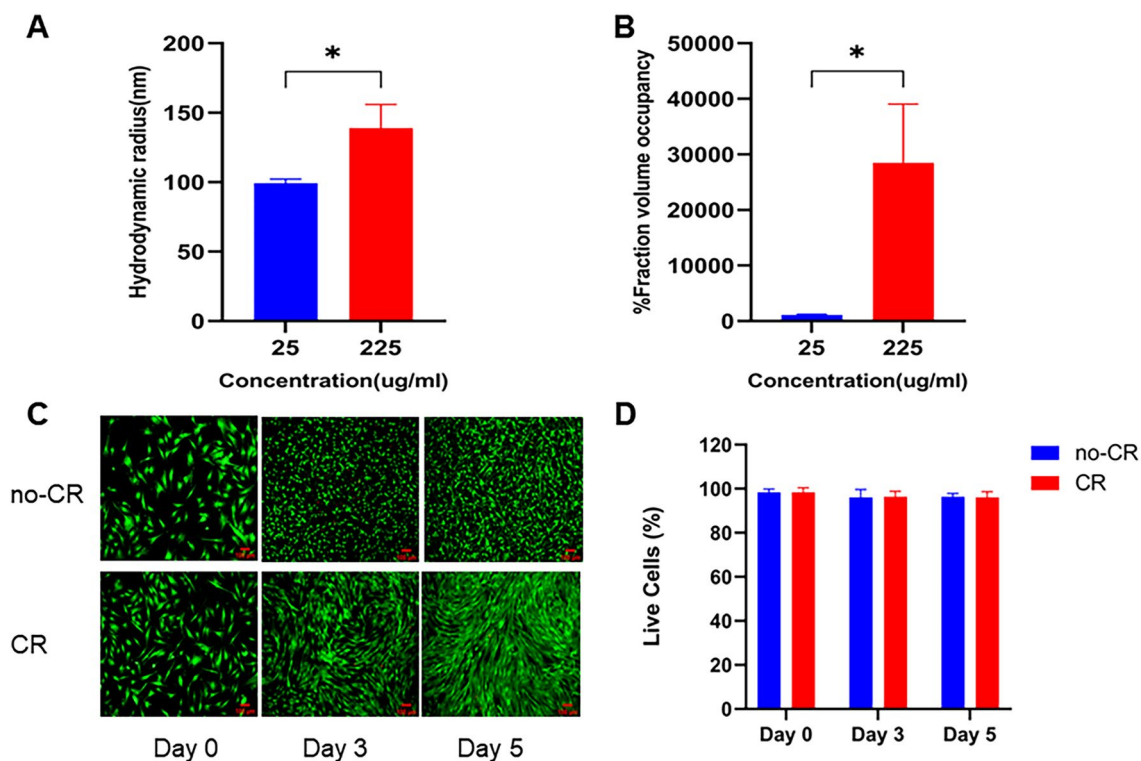 A
Hydrodynamic radius(nm)
200
150
100
50
0
*
25
225
Concentration(ug/ml)
B
%Fraction volume occupancy
50000
40000
30000
20000
10000
0
*
25
225
Concentration(ug/ml)
C
no-CR
CR
Day 0
Day 3
Day 5
D
Live Cells (%)
120
100
80
60
40
20
0
Day 0
Day 3
Day 5
no-CR
CR